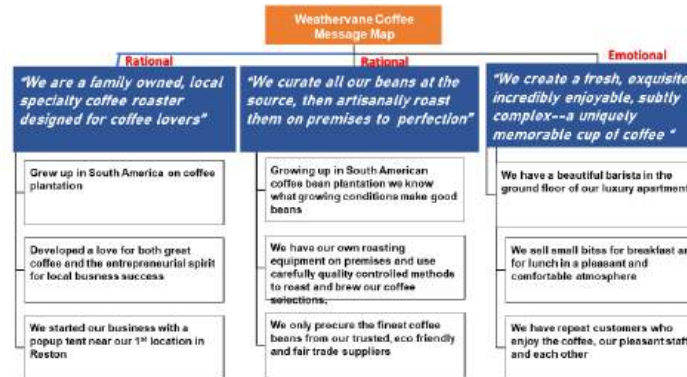 Weathervane Coffee
Message Map
Rational
Rational
Emotional
"We are a family owned, local
specialty coffee roaster
designed for coffee lovers"
Grew up in South America on coffee
plantation
Developed a love for both great
coffee and the entrepreneurial spirit
for local business success
We started our business with a
popup tent near our 1st location in
Reston
"We curate all our beans at the
source, then artisanally roast
them on premises to perfection"
Growing up in South American
coffee bean plantation we know
what growing conditions make good
beans
We have our own roasting
equipment on premises and use
carefully quality controlled methods
to roast and brew our coffee
selections.
We only procure the finest coffee
beans from our trusted, eco friendly
and fair trade suppliers
"We create a fresh, exquisite
incredibly enjoyable, subtly
complex--a uniquely
memorable cup of coffee "
We have a beautiful barista in the
ground floor of our luxury apartment
We sell small bites for breakfast an
for lunch in a pleasant and
comfortable atmosphere
We have repeat customers who
enjoy the coffee, our pleasant staff
and each other